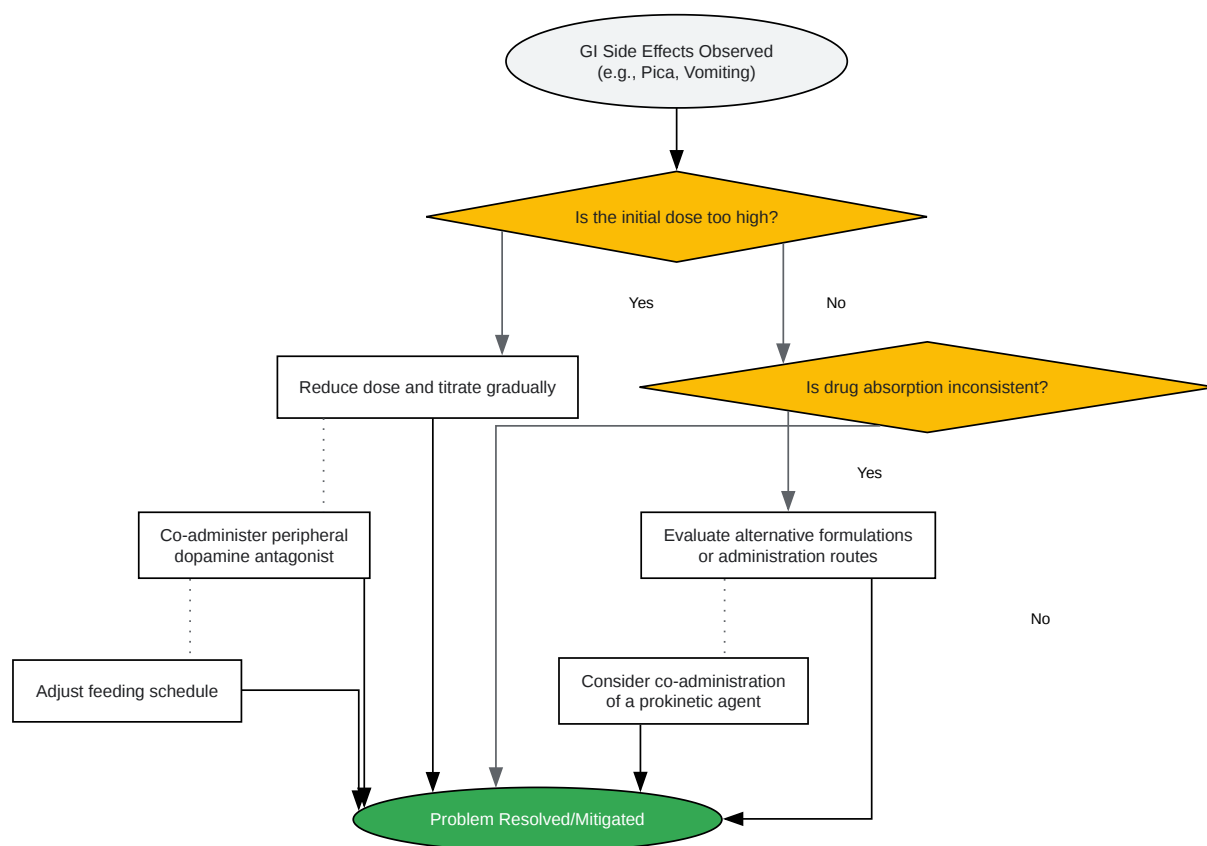 GI Side Effects Observed
(e.g., Pica, Vomiting)
Is the initial dose too high?
Yes
No
Reduce dose and titrate gradually
Is drug absorption inconsistent?
Yes
Co-administer peripheral
dopamine antagonist
Evaluate alternative formulations
or administration routes
No
Adjust feeding schedule
Consider co-administration
of a prokinetic agent
Problem Resolved/Mitigated